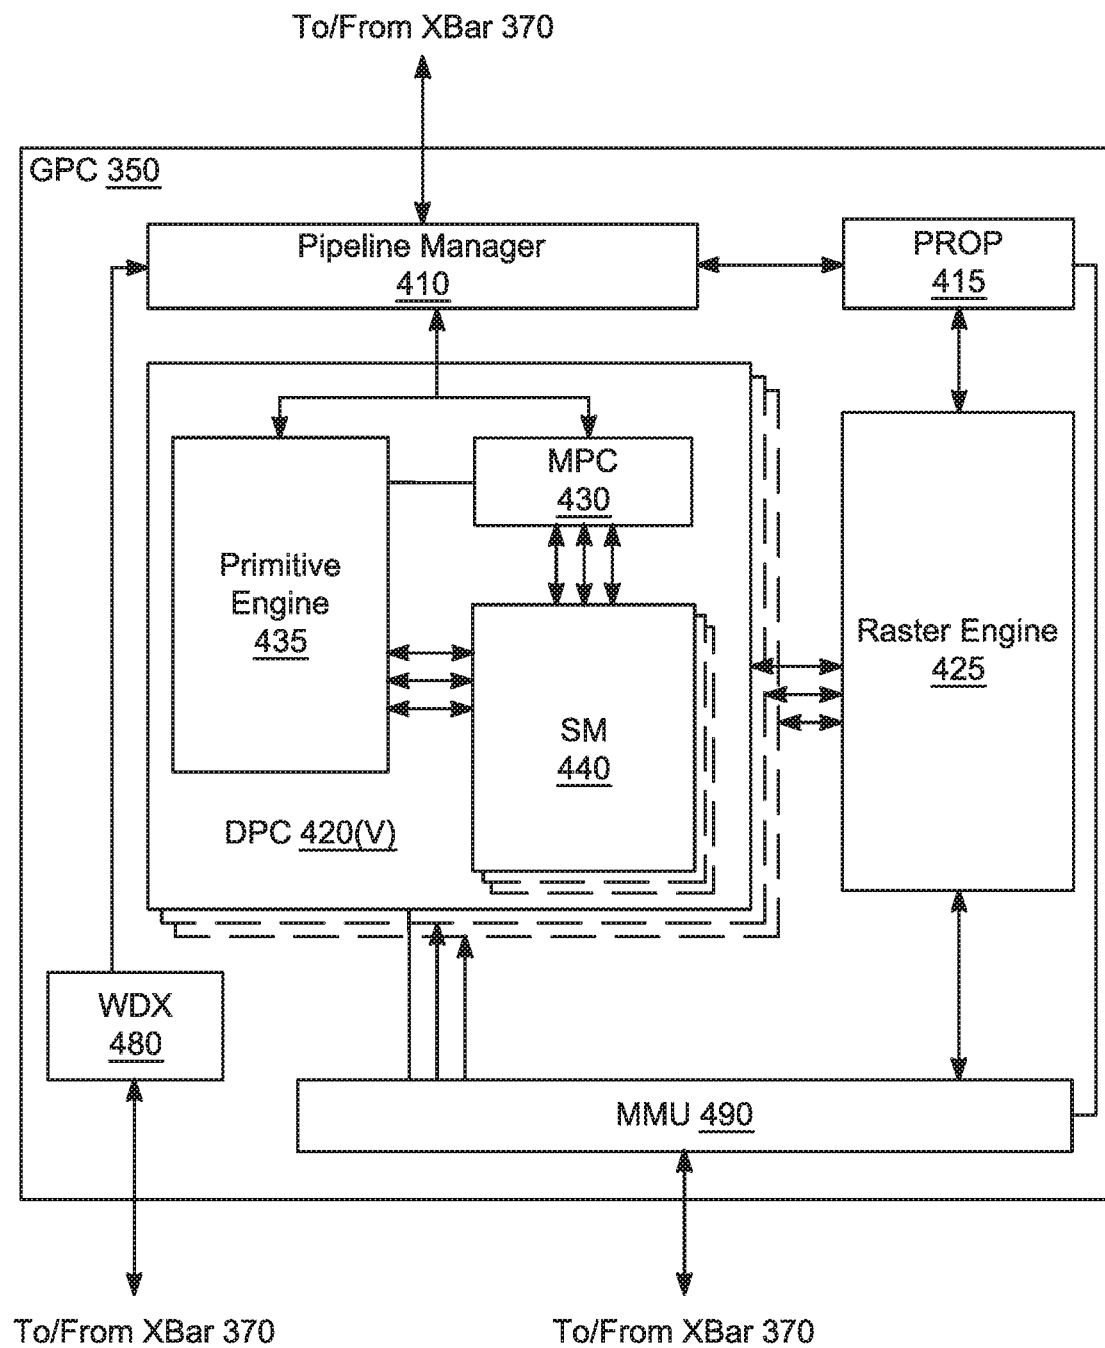 To/From XBar 370
GPC 350
Pipeline Manager
410
PROP
415
MPC
430
Primitive
Engine
435
Raster Engine
425
SM
440
DPC 420(V)
WDX
480
MMU 490
To/From XBar 370
To/From XBar 370